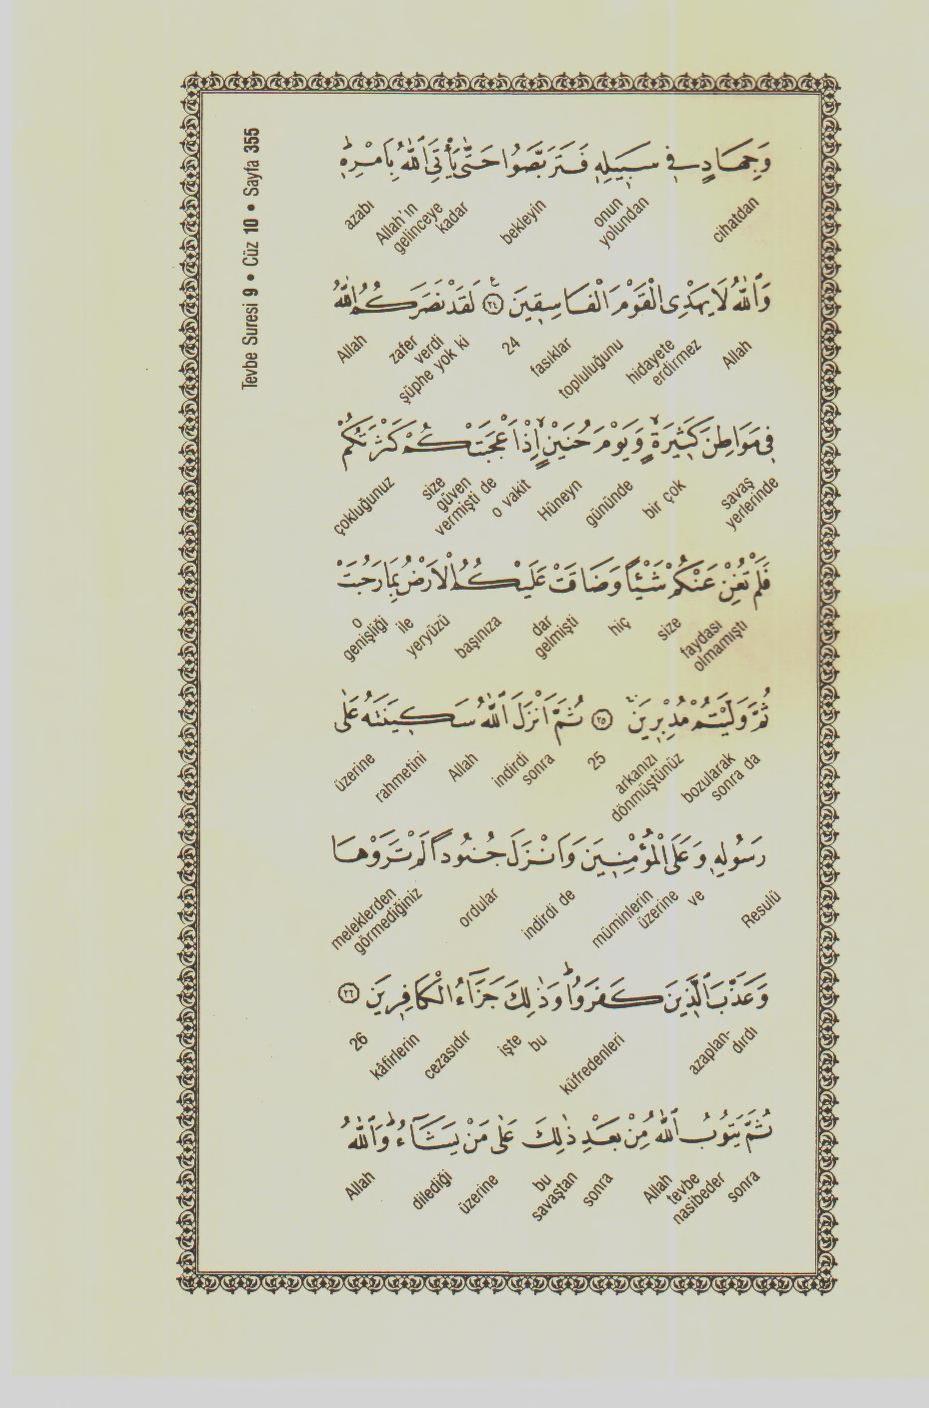 Tevbe Suresi 9 • Cüz 10 • Sayfa 355
وَجِهَادٍ فِي سَبِيلِهِ فَتَرَبَّصُوا حَتَّى يَأْتِيَ اللّٰهُ بِاَمْرِهِ
cihatdan onun yolundan bekleyin gelinceye kadar Allah'ın azabı
وَاللّٰهُ لَا يَهْدِى الْقَوْمَ الْفَاسِقِينَ ﴿٢٤﴾ لَقَدْ نَصَرَكُمُ اللّٰهُ
Allah hidayete erdirmez topluluğunu fasıklar 24 şüphe yok ki zafer verdi Allah
فِي مَوَاطِنَ كَثِيرَةٍ وَيَوْمَ حُنَيْنٍ اِذْ اَعْجَبَتْكُمْ كَثْرَتُكُمْ
savaş yerlerinde bir çok gününde Hüneyn o vakit size güven vermişti de çokluğunuz
فَلَمْ تُغْنِ عَنْكُمْ شَيْئًا وَضَاقَتْ عَلَيْكُمُ الْاَرْضُ بِمَا رَحُبَتْ
faydası olmamıştı size hiç dar gelmişti başınıza yeryüzü ile o genişliği
ثُمَّ وَلَّيْتُمْ مُدْبِرِينَ ﴿٢٥﴾ ثُمَّ اَنْزَلَ اللّٰهُ سَكِينَتَهُ عَلٰى
sonra da bozularak arkanızı dönmüştünüz 25 sonra indirdi Allah rahmetini üzerine
رَسُولِهِ وَعَلَى الْمُؤْمِنِينَ وَاَنْزَلَ جُنُودًا لَمْ تَرَوْهَا
Resulü ve müminlerin üzerine indirdi de ordular meleklerden görmediğiniz
وَعَذَّبَ الَّذِينَ كَفَرُوا وَذٰلِكَ جَزَاءُ الْكَافِرِينَ ﴿٢٦﴾
azaplan-dırdı küfredenleri bu işte cezasıdır kâfirlerin 26
ثُمَّ يَتُوبُ اللّٰهُ مِنْ بَعْدِ ذٰلِكَ عَلٰى مَنْ يَشَاءُ وَاللّٰهُ
sonra tevbe nasibeder Allah sonra bu savaştan üzerine dilediği Allah